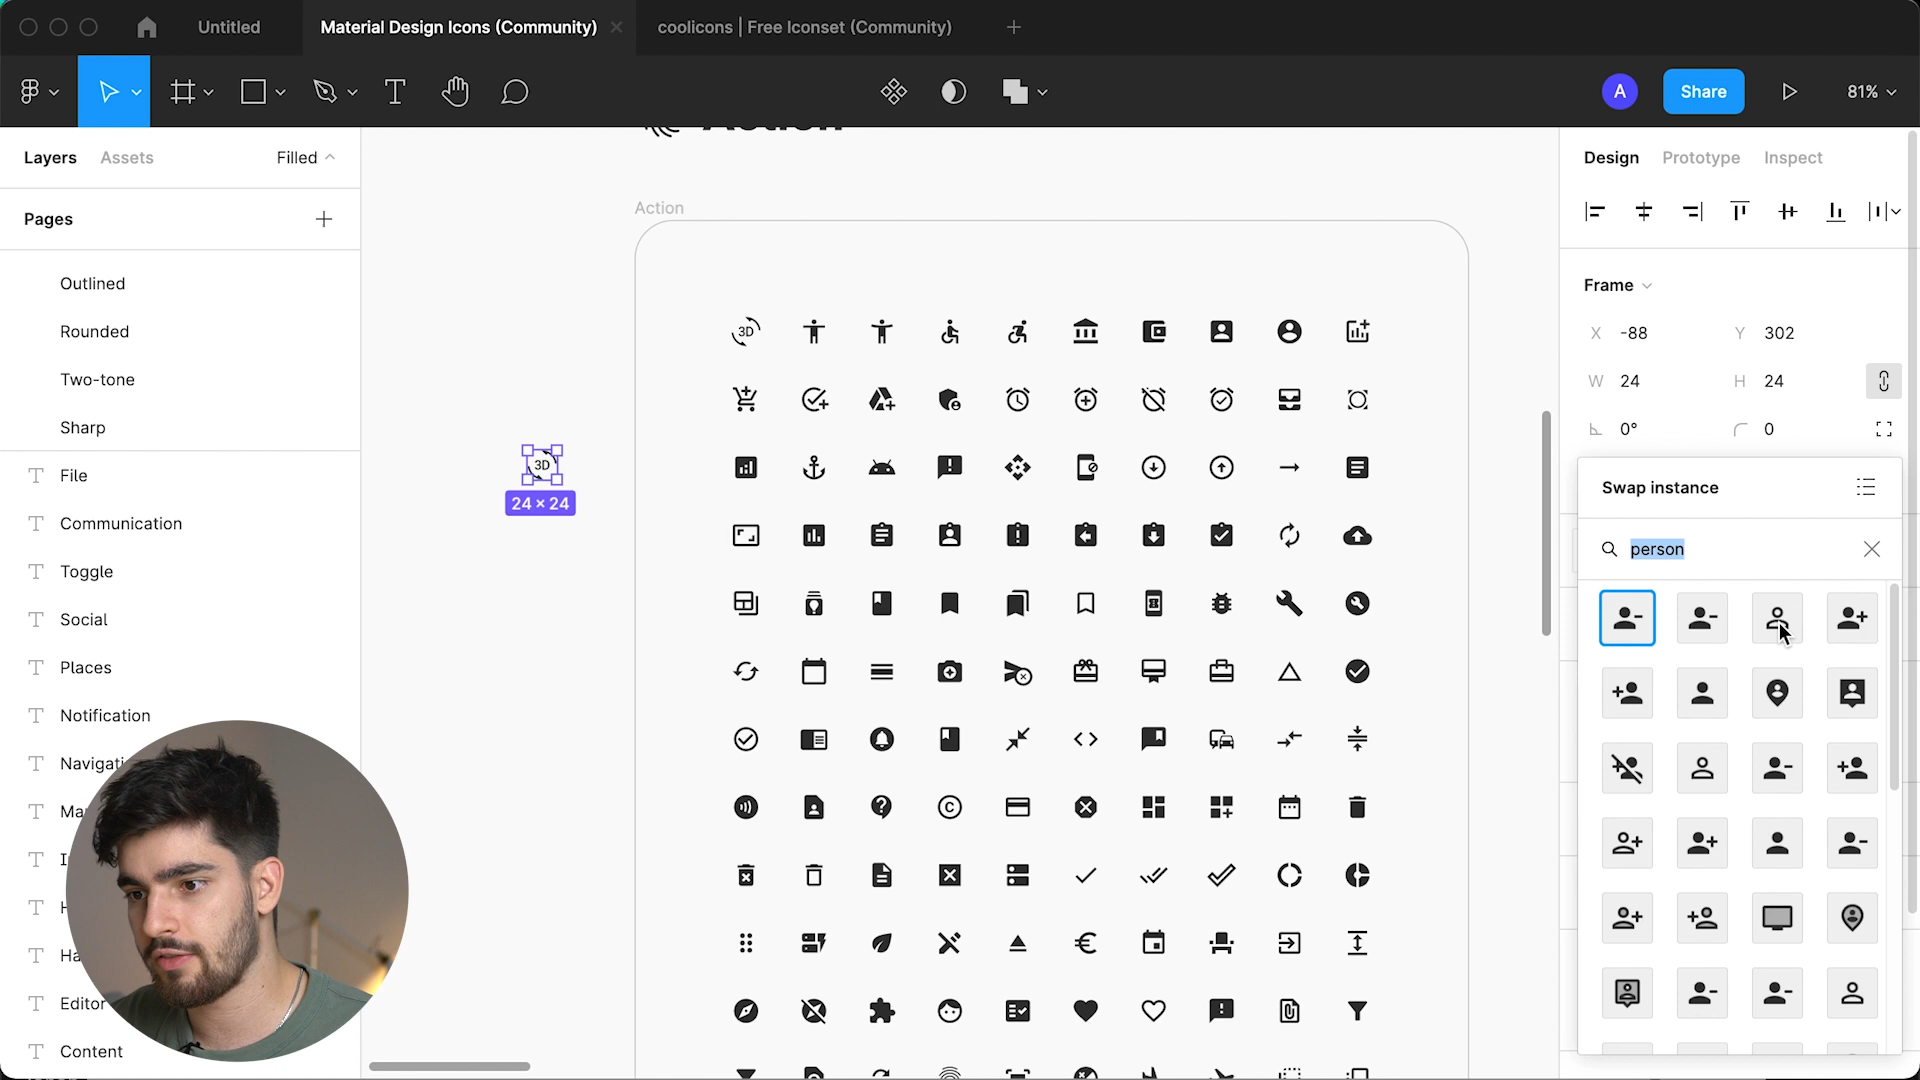 Untitled
Material Design Icons (Community)
coolicons | Free Iconset (Community)
A
Share
81%
Layers
Assets
Filled
Pages
Outlined
Rounded
Two-tone
Sharp
File
Communication
Toggle
Social
Places
Notification
Navigati
Ma
Ha
Editor
Content
Action
Action
3D
3D
24 × 24
Design
Prototype
Inspect
Frame
X -88
Y 302
W 24
H 24
0°
0
Swap instance
person